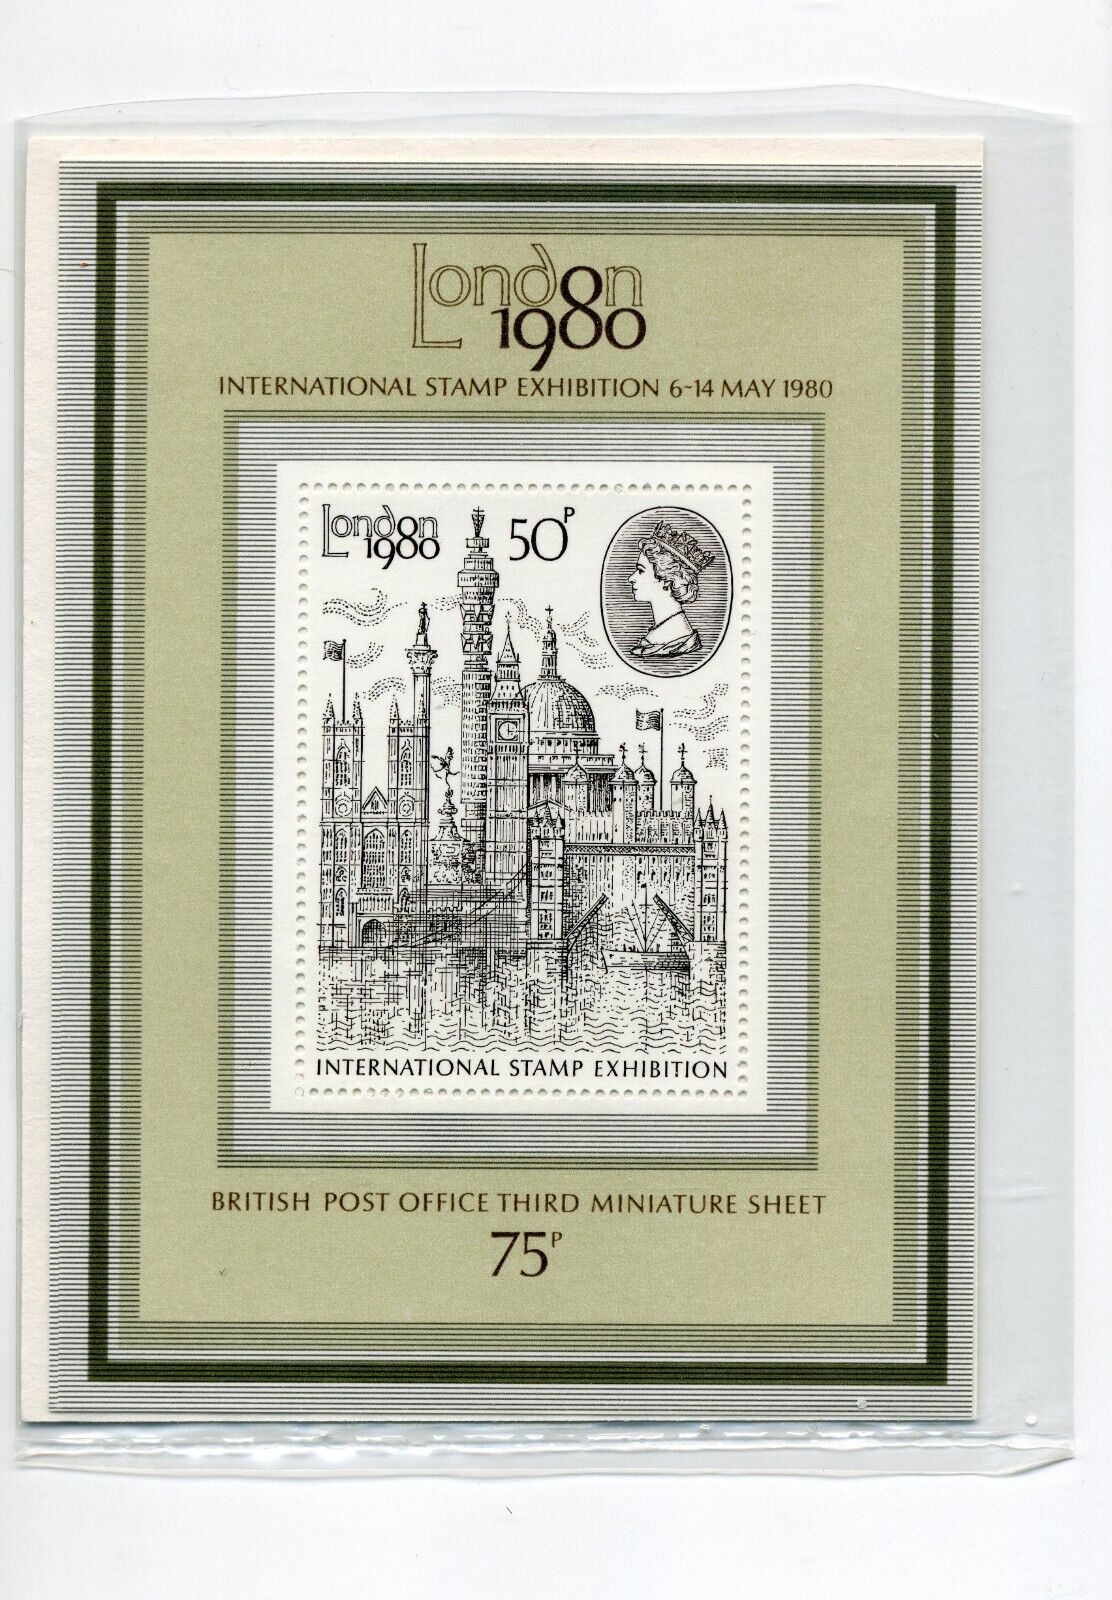 London
1980
INTERNATIONAL STAMP EXHIBITION 6-14 MAY 1980
London
1980
50P
INTERNATIONAL STAMP EXHIBITION
BRITISH POST OFFICE THIRD MINIATURE SHEET
75P